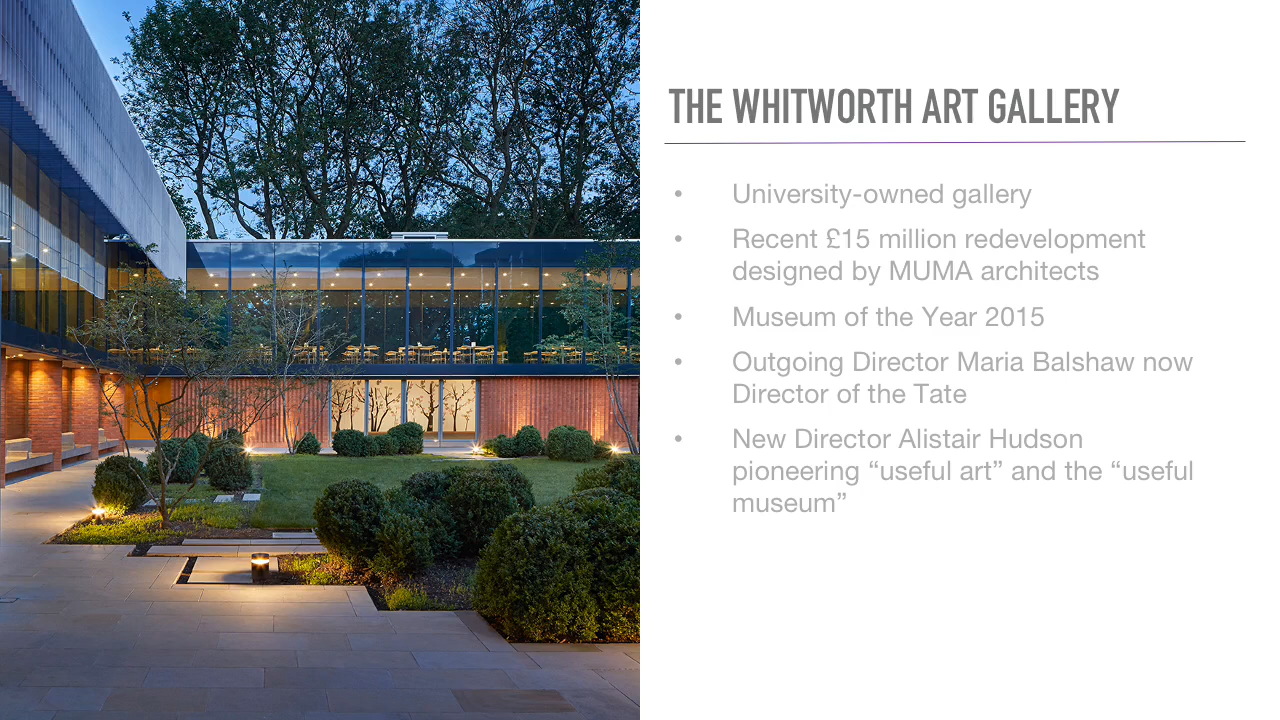 THE WHITWORTH ART GALLERY
• University-owned gallery
• Recent £15 million redevelopment
designed by MUMA architects
• Museum of the Year 2015
• Outgoing Director Maria Balshaw now
Director of the Tate
• New Director Alistair Hudson
pioneering “useful art” and the “useful
museum”